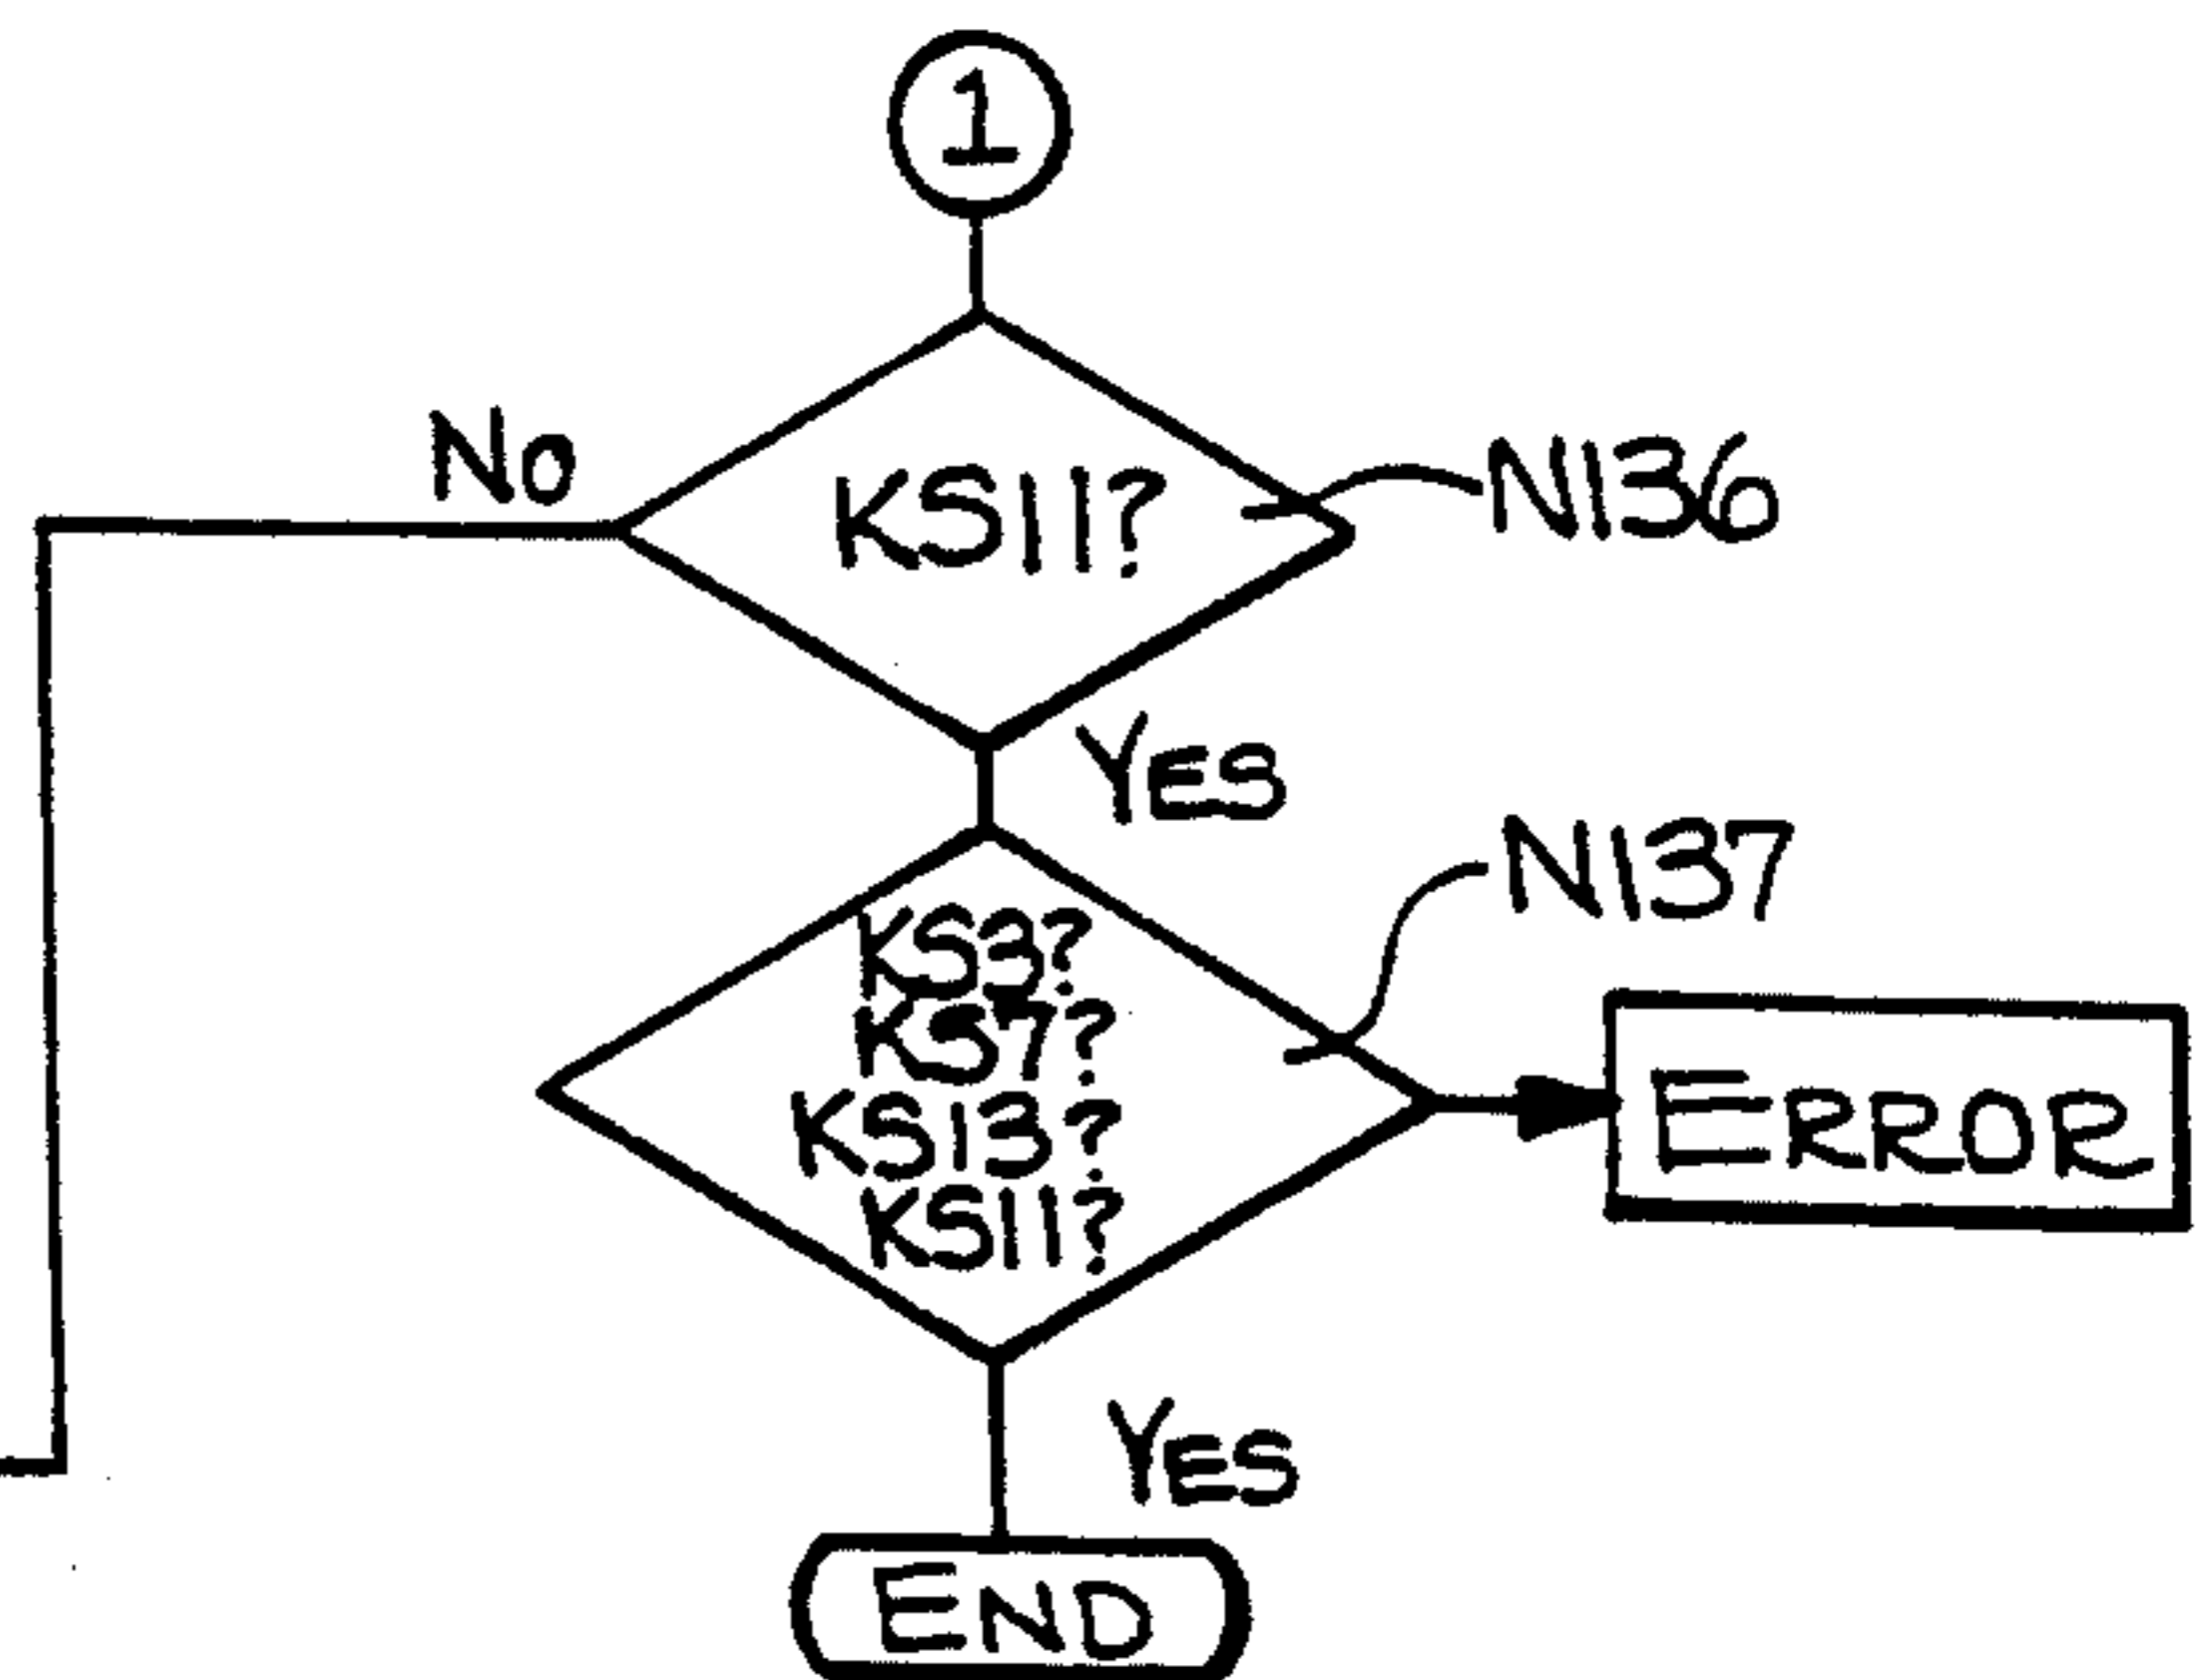 1
No
KS11?
N136
YES
N137
KS3?
KS7?
KS13?
KS11?
ERROR
YES
END